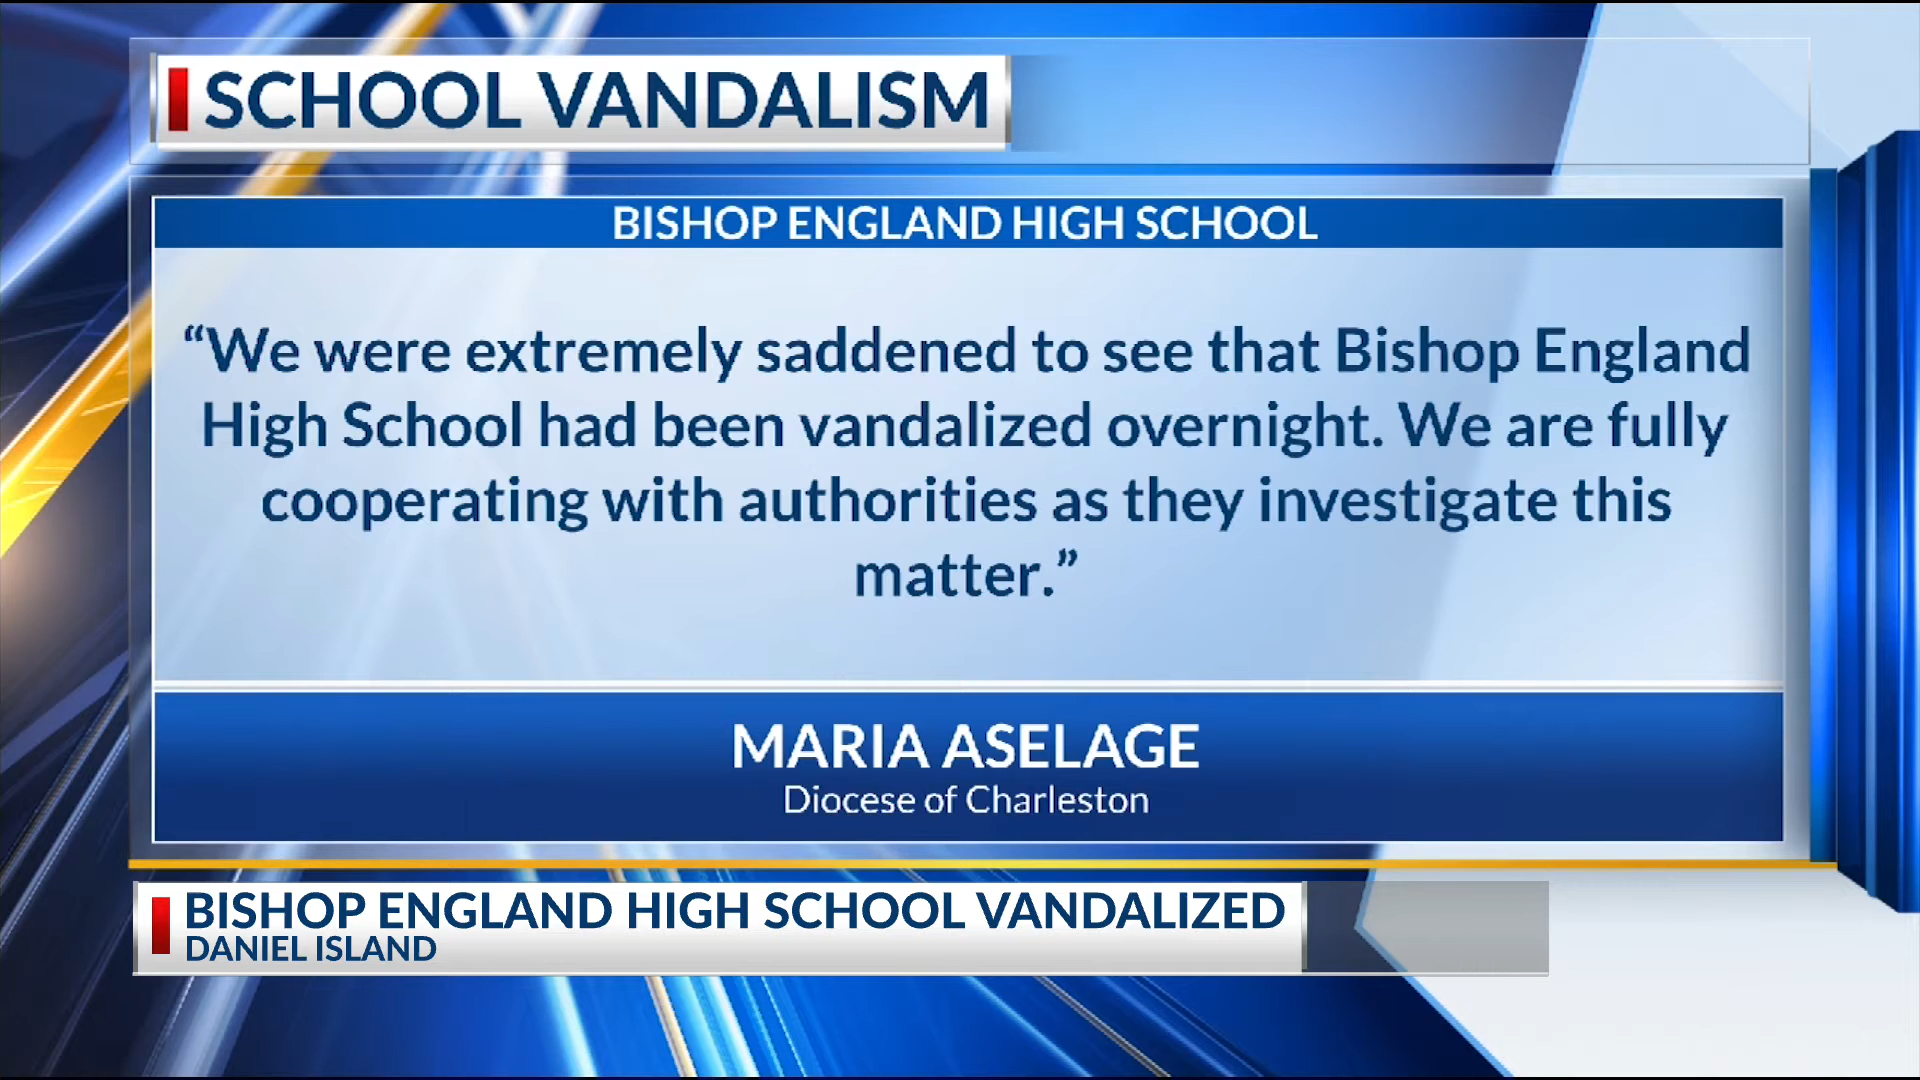 SCHOOL VANDALISM
BISHOP ENGLAND HIGH SCHOOL
“We were extremely saddened to see that Bishop England
High School had been vandalized overnight. We are fully
cooperating with authorities as they investigate this
matter.”
MARIA ASELAGE
Diocese of Charleston
BISHOP ENGLAND HIGH SCHOOL VANDALIZED
DANIEL ISLAND